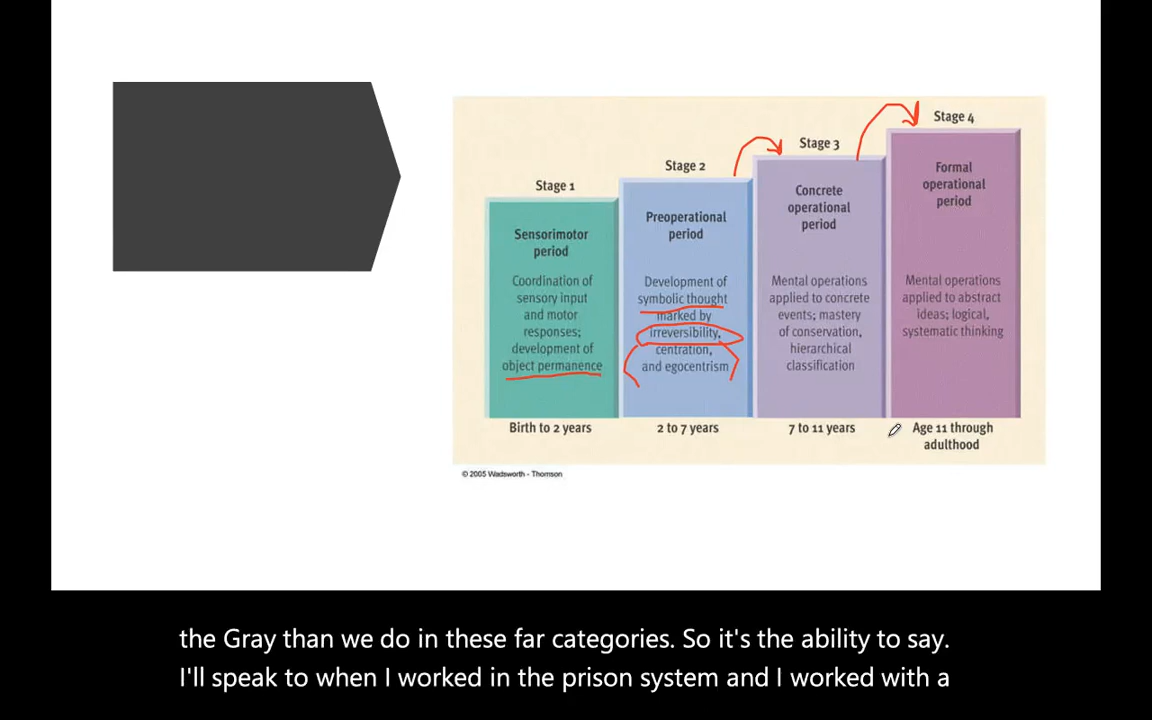 Stage 1
Sensorimotor
period
Coordination of
sensory input
and motor
responses;
development of
object permanence
Birth to 2 years
Stage 2
Preoperational
period
Development of
symbolic thought
marked by
irreversibility,
centration,
and egocentrism
2 to 7 years
Stage 3
Concrete
operational
period
Mental operations
applied to concrete
events; mastery
of conservation,
hierarchical
classification
7 to 11 years
Stage 4
Formal
operational
period
Mental operations
applied to abstract
ideas; logical,
systematic thinking
Age 11 through
adulthood
© 2005 Wadsworth - Thomson
the Gray than we do in these far categories. So it's the ability to say.
I'll speak to when I worked in the prison system and I worked with a